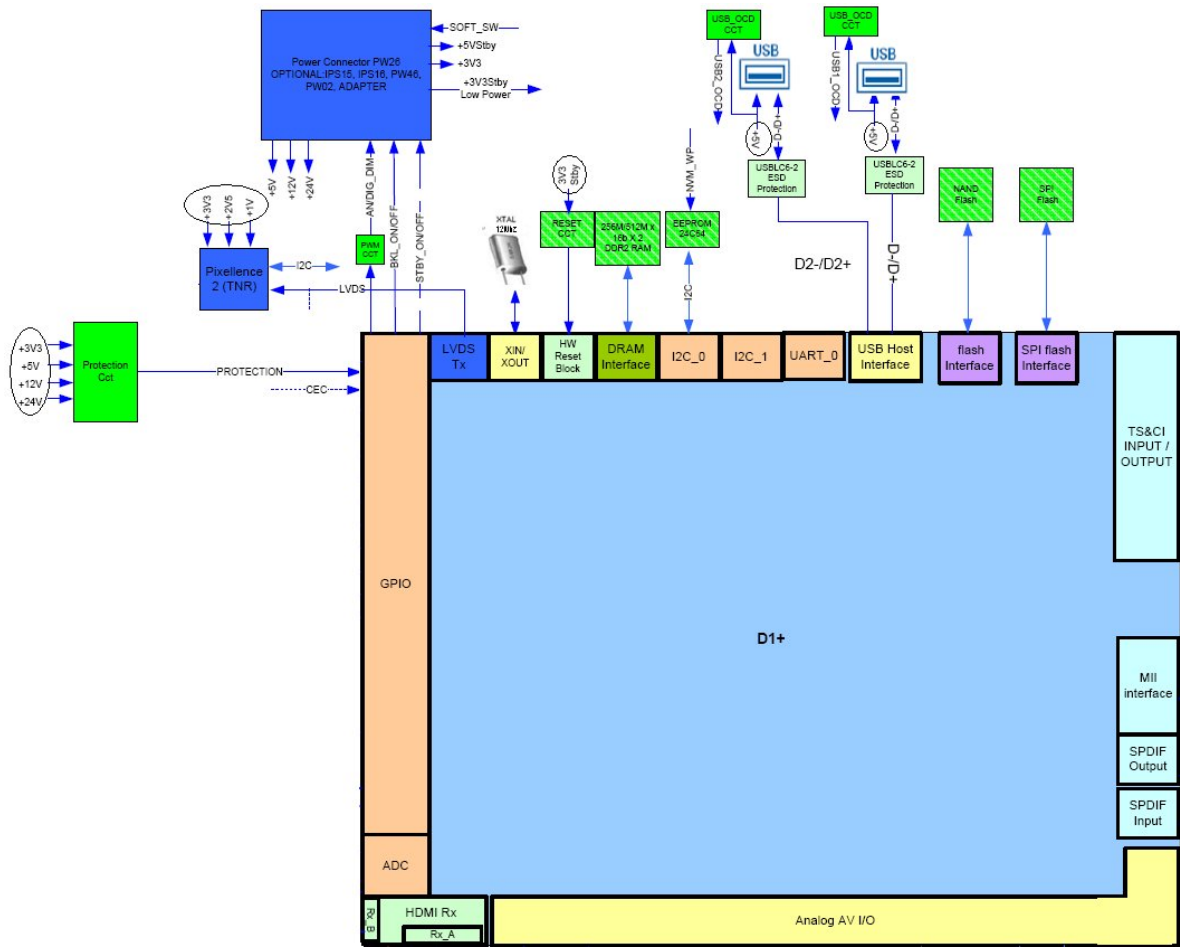 SOFT_SW
Power Connector PW26
OPTIONAL:IPS15, IPS16, PW46,
PW02, ADAPTER
+5VStby
+3V3
+3V3Stby
Low Power
+5V
+12V
+24V
USB_OCD
CCT
USB_OCD
CCT
USB
USB
USB2_OCD
USB1_OCD
+5V
D-/D+
+5V
D-/D+
USBLC6-2
ESD
Protection
USBLC6-2
ESD
Protection
AN/DIG_DIM
BKL_ON/OFF
STBY_ON/OFF
PWM
CCT
+3V3
+2V5
+1V
Pixellence
2 (TNR)
I2C
LVDS
XTAL
12Mhz
3V3
Stby
RESET
CCT
256M/512M x
16b X 2
DDR2 RAM
NVM_WP
EEPROM
24C64
I2C
NAND
Flash
SPI
Flash
D2-/D2+
D-/D+
+3V3
+5V
+12V
+24V
Protection
Cct
PROTECTION
CEC
LVDS
Tx
XIN/
XOUT
HW
Reset
Block
DRAM
Interface
I2C_0
I2C_1
UART_0
USB Host
Interface
flash
Interface
SPI flash
Interface
TS&CI
INPUT /
OUTPUT
GPIO
D1+
MII
interface
SPDIF
Output
SPDIF
Input
ADC
Rx_B
HDMI Rx
Rx_A
Analog AV I/O